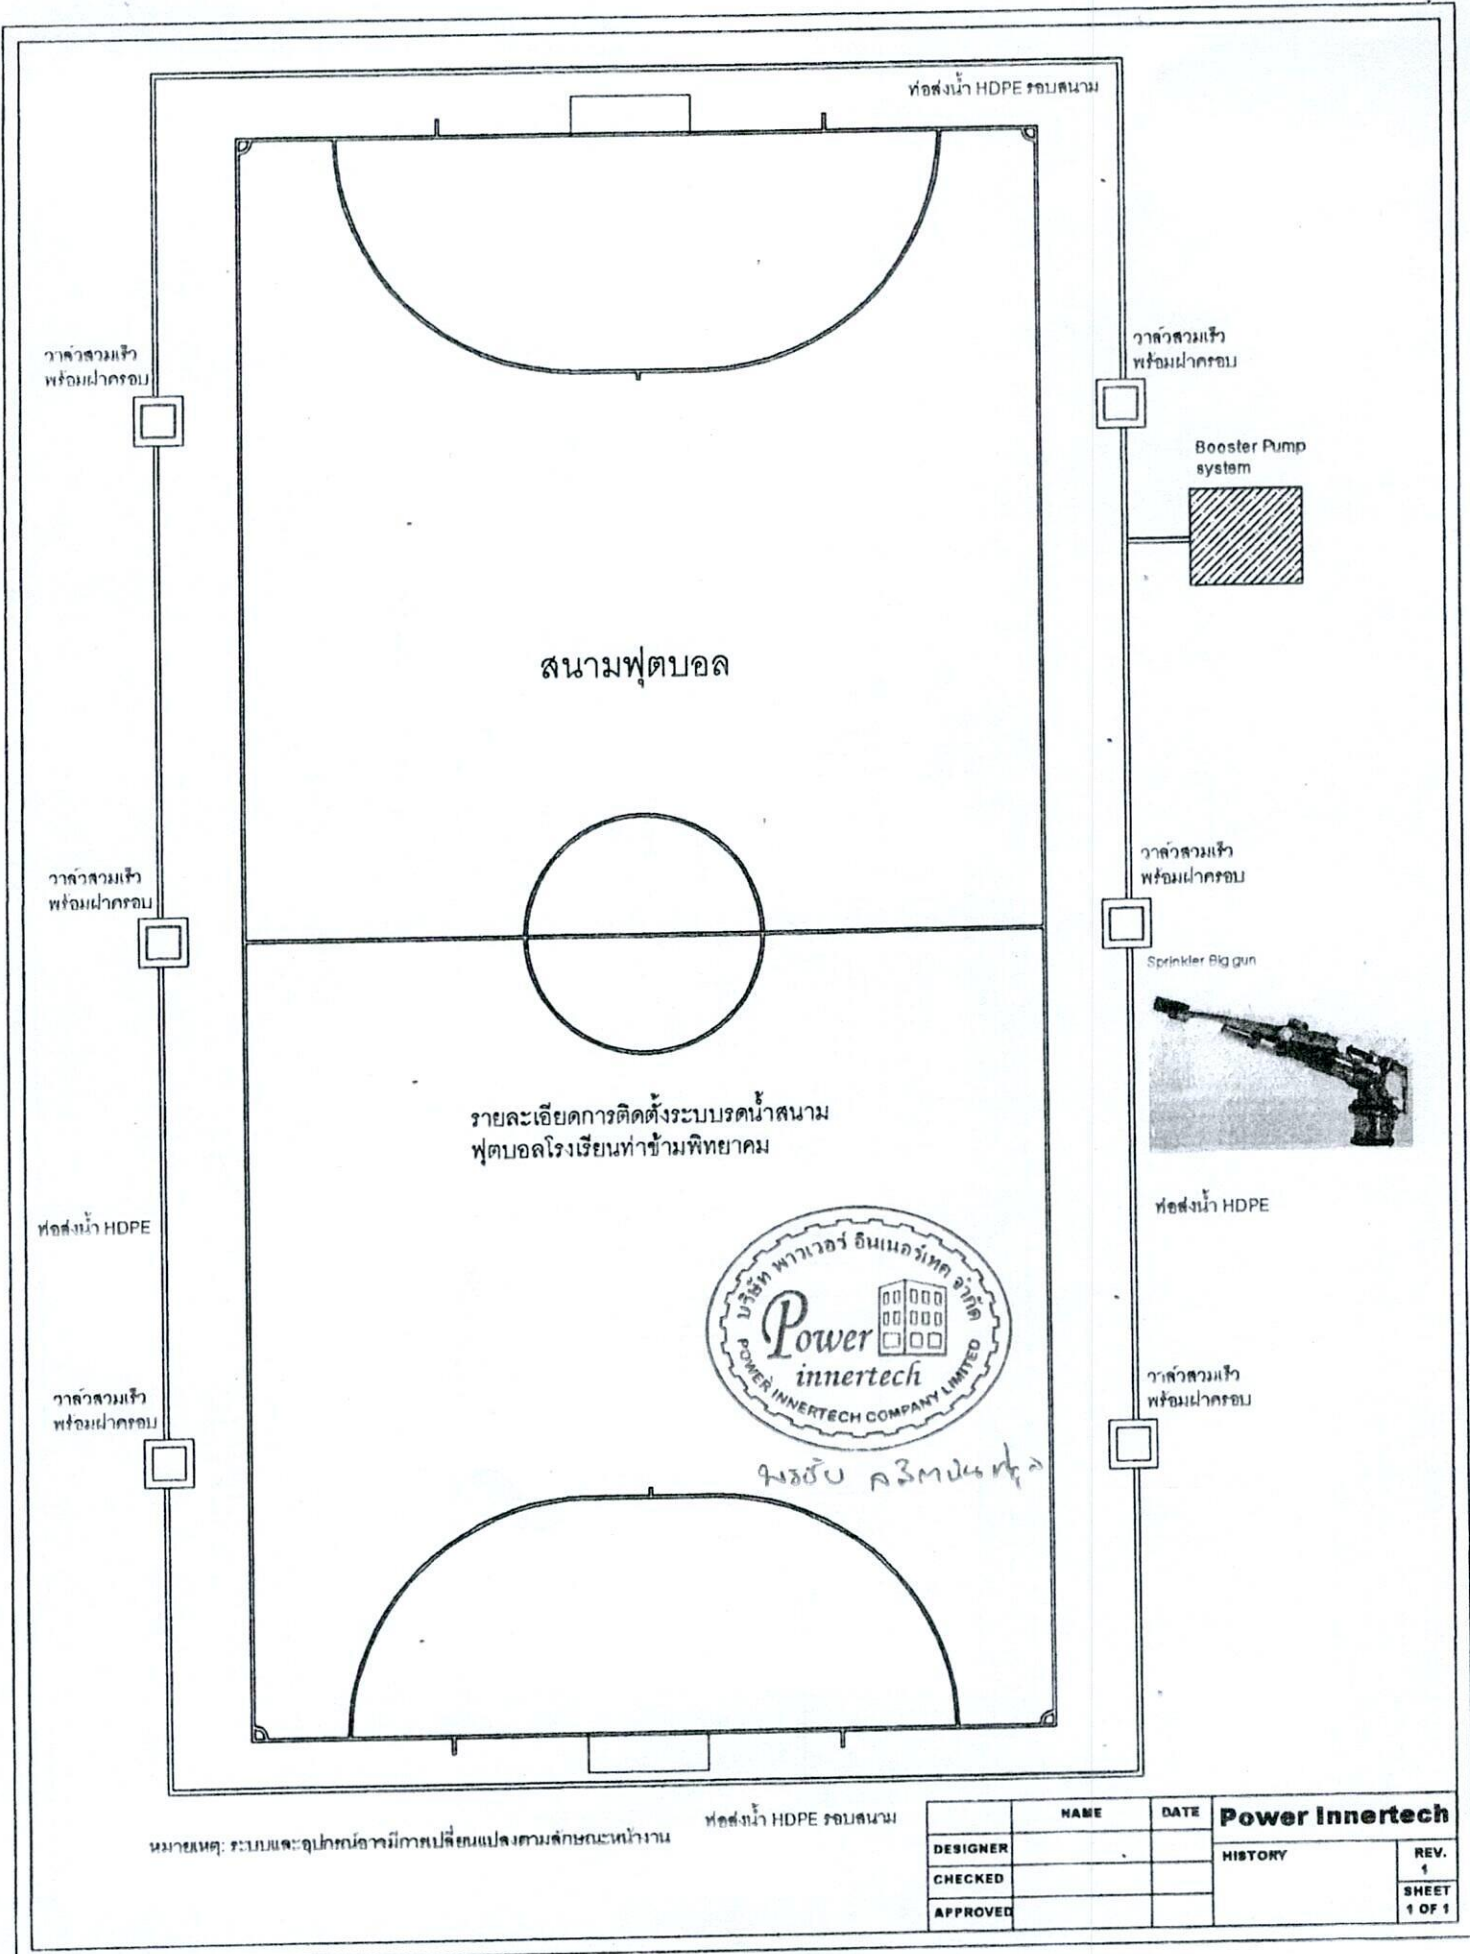 ท่อส่งน้ำ HDPE รอบสนาม
วาล์วสวมเร็ว
พร้อมฝาครอบ
วาล์วสวมเร็ว
พร้อมฝาครอบ
Booster Pump
system
สนามฟุตบอล
วาล์วสวมเร็ว
พร้อมฝาครอบ
วาล์วสวมเร็ว
พร้อมฝาครอบ
Sprinkler Big gun
รายละเอียดการติดตั้งระบบรดน้ำสนาม
ฟุตบอลโรงเรียนท่าข้ามพิทยาคม
ท่อส่งน้ำ HDPE
ท่อส่งน้ำ HDPE
บริษัท พาวเวอร์ อินเนอร์เทค จำกัด
Power
innertech
POWER INNERTECH COMPANY LIMITED
วาล์วสวมเร็ว
พร้อมฝาครอบ
วาล์วสวมเร็ว
พร้อมฝาครอบ
ท่อส่งน้ำ HDPE รอบสนาม
หมายเหตุ: ระบบและอุปกรณ์อาจมีการเปลี่ยนแปลงตามลักษณะหน้างาน
NAME DATE Power Innertech
DESIGNER HISTORY REV.
1
CHECKED
SHEET
APPROVED 1 OF 1